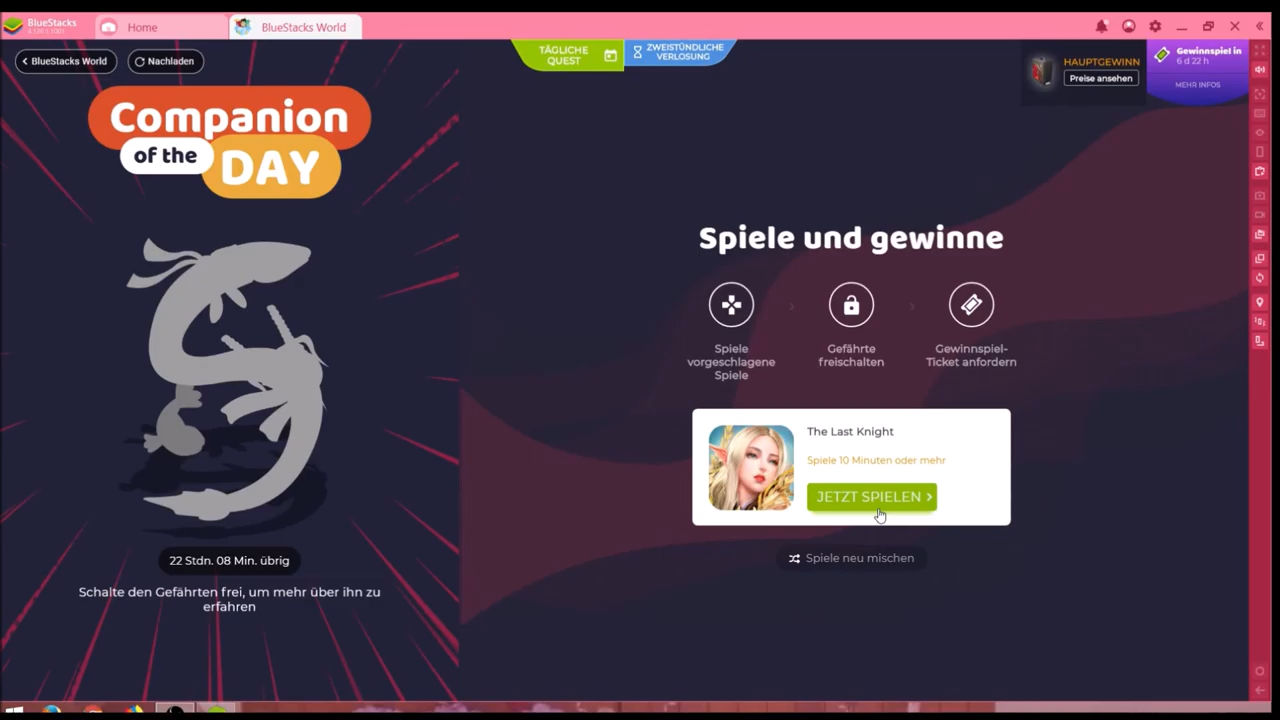 BlueStacks
Home
BlueStacks World
BlueStacks World
Nachladen
TÄGLICHE
QUEST
ZWEISTÜNDLICHE
VERLOSUNG
HAUPTGEWINN
Preise ansehen
Gewinnspiel in
6 d 22 h
MEHR INFOS
Companion
of the
DAY
22 Stdn. 08 Min. übrig
Schalte den Gefährten frei, um mehr über ihn zu
erfahren
Spiele und gewinne
Spiele
vorgeschlagene
Spiele
Gefährte
freischalten
Gewinnspiel-
Ticket anfordern
The Last Knight
Spiele 10 Minuten oder mehr
JETZT SPIELEN
Spiele neu mischen